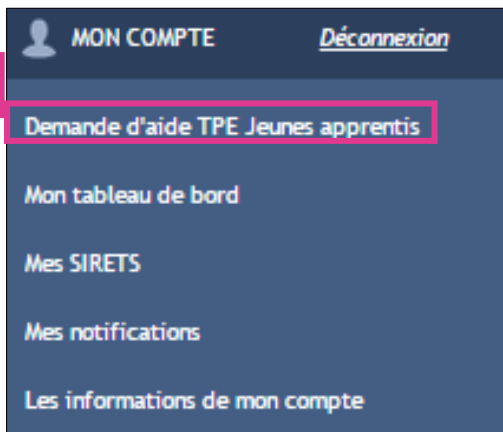 MON COMPTE Déconnexion
Demande d'aide TPE Jeunes apprentis
Mon tableau de bord
Mes SIRETS
Mes notifications
Les informations de mon compte